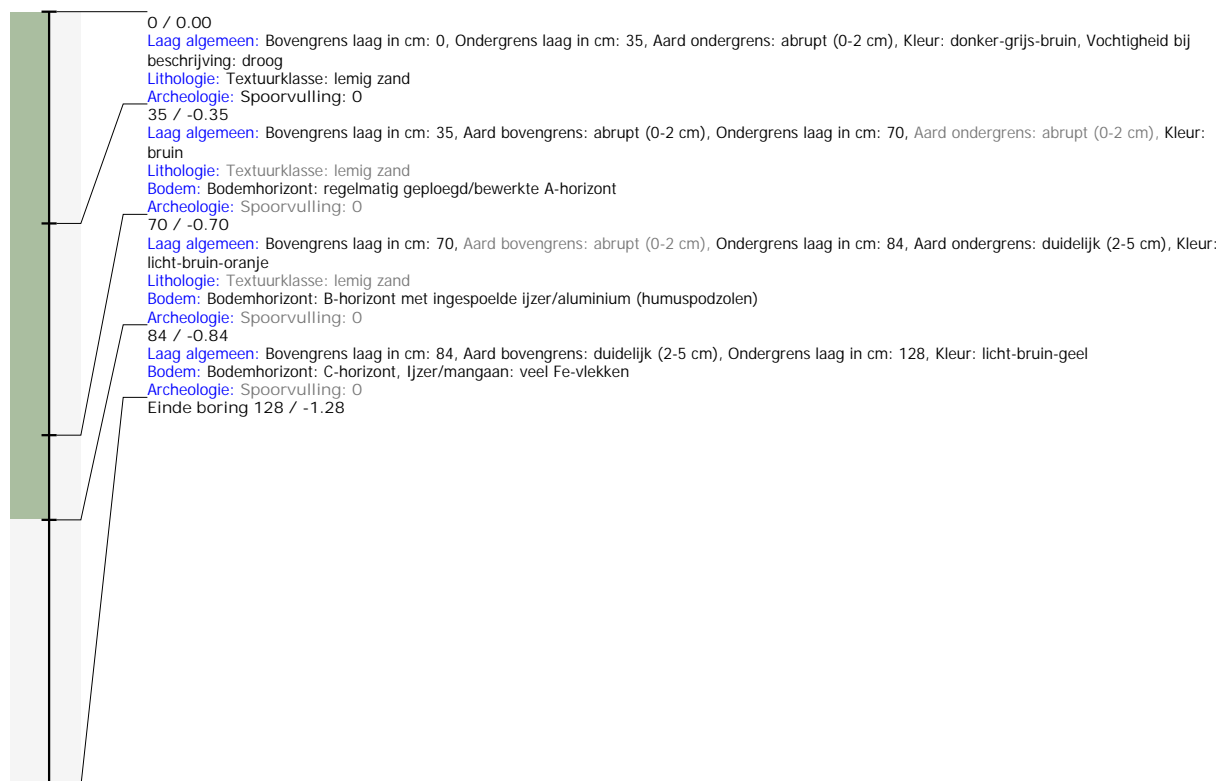 0 / 0.00
Laag algemeen: Bovengrens laag in cm: 0, Ondergrens laag in cm: 35, Aard ondergrens: abrupt (0-2 cm), Kleur: donker-grijs-bruin, Vochtigheid bij
beschrijving: droog
Lithologie: Textuurklasse: lemig zand
Archeologie: Spoorvulling: 0
35 / -0.35
Laag algemeen: Bovengrens laag in cm: 35, Aard bovengrens: abrupt (0-2 cm), Ondergrens laag in cm: 70, Aard ondergrens: abrupt (0-2 cm), Kleur:
bruin
Lithologie: Textuurklasse: lemig zand
Bodem: Bodemhorizont: regelmatig geploegd/bewerkte A-horizont
Archeologie: Spoorvulling: 0
70 / -0.70
Laag algemeen: Bovengrens laag in cm: 70, Aard bovengrens: abrupt (0-2 cm), Ondergrens laag in cm: 84, Aard ondergrens: duidelijk (2-5 cm), Kleur:
licht-bruin-oranje
Lithologie: Textuurklasse: lemig zand
Bodem: Bodemhorizont: B-horizont met ingespoelde ijzer/aluminium (humuspodzolen)
Archeologie: Spoorvulling: 0
84 / -0.84
Laag algemeen: Bovengrens laag in cm: 84, Aard bovengrens: duidelijk (2-5 cm), Ondergrens laag in cm: 128, Kleur: licht-bruin-geel
Bodem: Bodemhorizont: C-horizont, Ijzer/mangaan: veel Fe-vlekken
Archeologie: Spoorvulling: 0
Einde boring 128 / -1.28